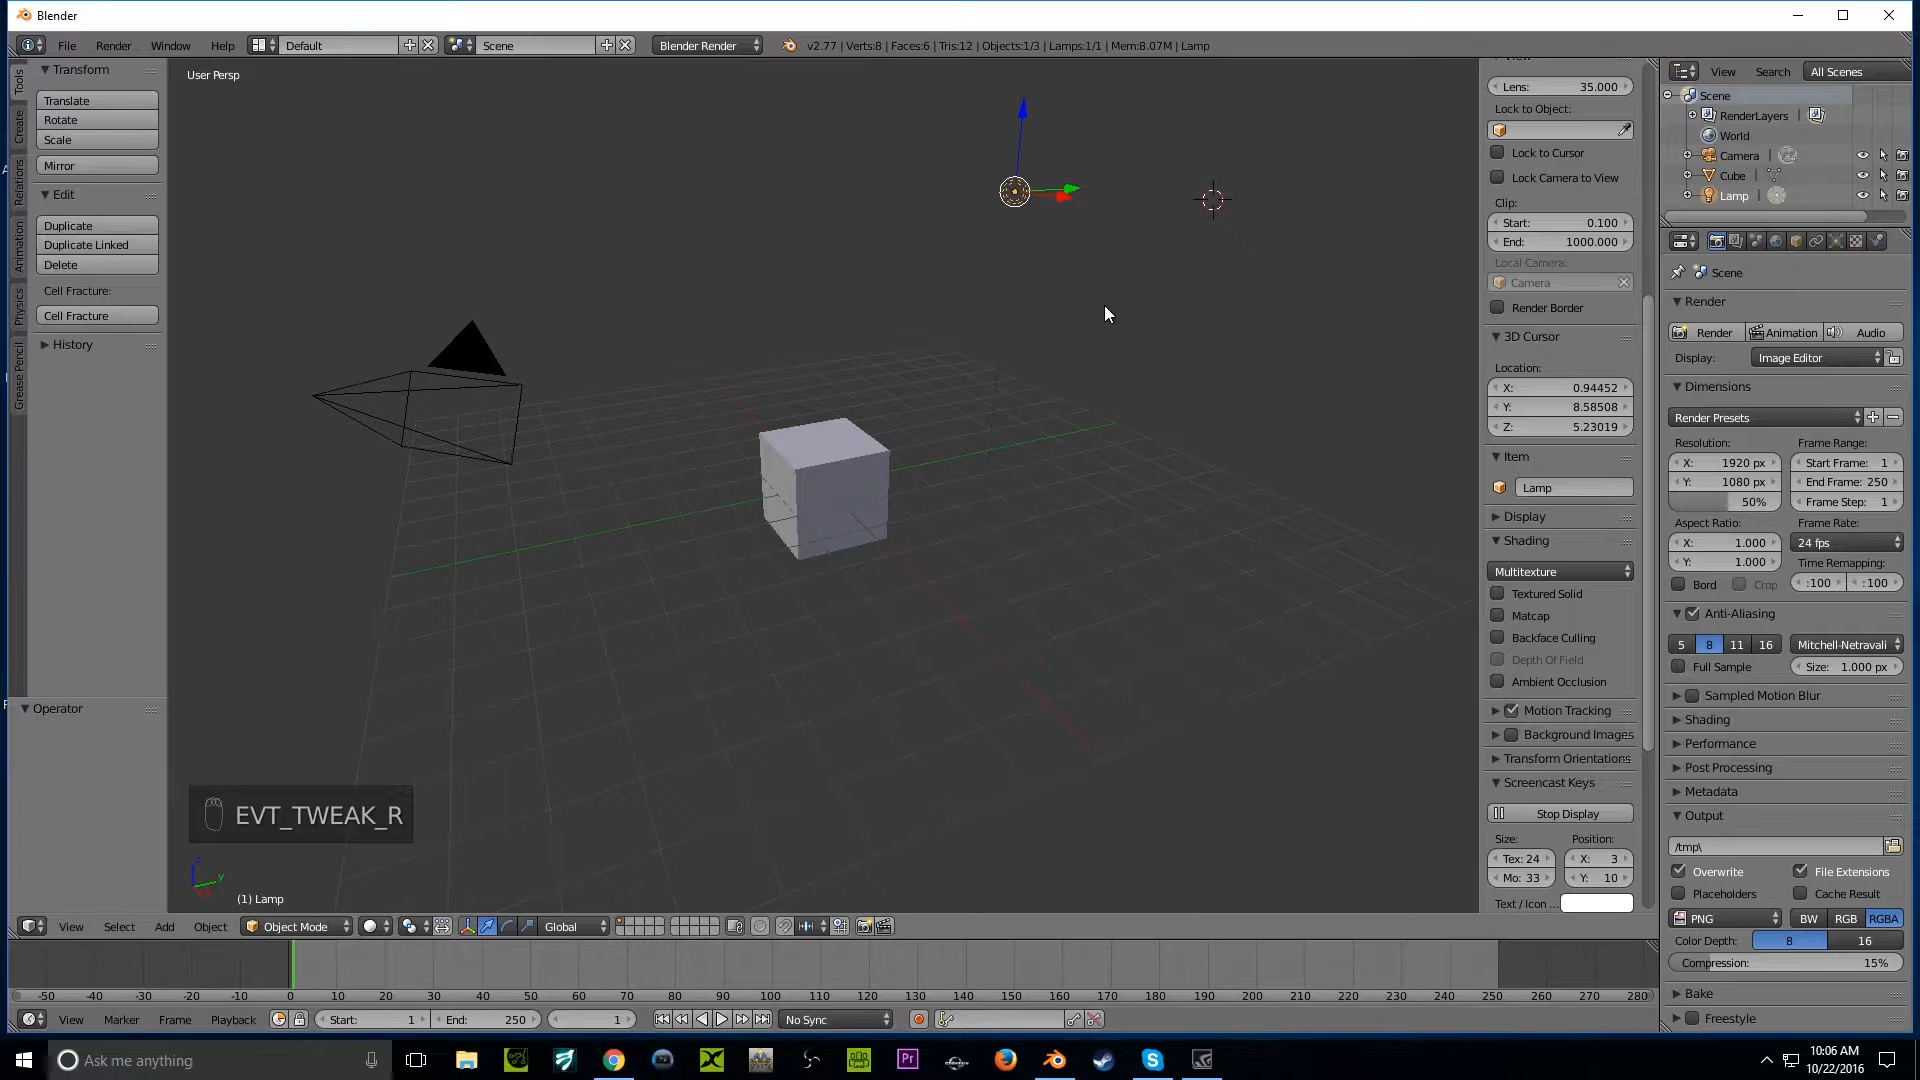 Blender
File Render Window Help Default Scene Blender Render v2.77 | Verts:8 | Faces:6 | Tris:12 | Objects:1/3 | Lamps:1/1 | Mem:8.07M | Lamp
Tools
Create
Relations
Animation
Physics
Grease Pencil
Transform
Translate
Rotate
Scale
Mirror
Edit
Duplicate
Duplicate Linked
Delete
Cell Fracture:
Cell Fracture
History
Operator
User Persp
EVT_TWEAK_R
z
y
(1) Lamp
View
Lens: 35.000
Lock to Object:
Lock to Cursor
Lock Camera to View
Clip:
Start: 0.100
End: 1000.000
Local Camera:
Camera
Render Border
3D Cursor
Location:
X: 0.94452
Y: 8.58508
Z: 5.23019
Item
Lamp
Display
Shading
Multitexture
Textured Solid
Matcap
Backface Culling
Depth Of Field
Ambient Occlusion
Motion Tracking
Background Images
Transform Orientations
Screencast Keys
Stop Display
Size: Position:
Tex: 24 X: 3
Mo: 33 Y: 10
Text / Icon ...
View Search All Scenes
Scene
RenderLayers |
World
Camera |
Cube |
Lamp |
Scene
Render
Render Animation Audio
Display: Image Editor
Dimensions
Render Presets
Resolution: Frame Range:
X: 1920 px Start Frame: 1
Y: 1080 px End Frame: 250
50% Frame Step: 1
Aspect Ratio: Frame Rate:
X: 1.000 24 fps
Y: 1.000 Time Remapping:
Bord Crop :100 :100
Anti-Aliasing
5 8 11 16 Mitchell-Netravali
Full Sample Size: 1.000 px
Sampled Motion Blur
Shading
Performance
Post Processing
Metadata
Output
/tmp\
Overwrite File Extensions
Placeholders Cache Result
PNG BW RGB RGBA
Color Depth: 8 16
Compression: 15%
Bake
Freestyle
View Select Add Object Object Mode Global
-50 -40 -30 -20 -10 0 10 20 30 40 50 60 70 80 90 100 110 120 130 140 150 160 170 180 190 200 210 220 230 240 250 260 270 280
View Marker Frame Playback Start: 1 End: 250 1 No Sync
Ask me anything Pr 10:06 AM
10/22/2016